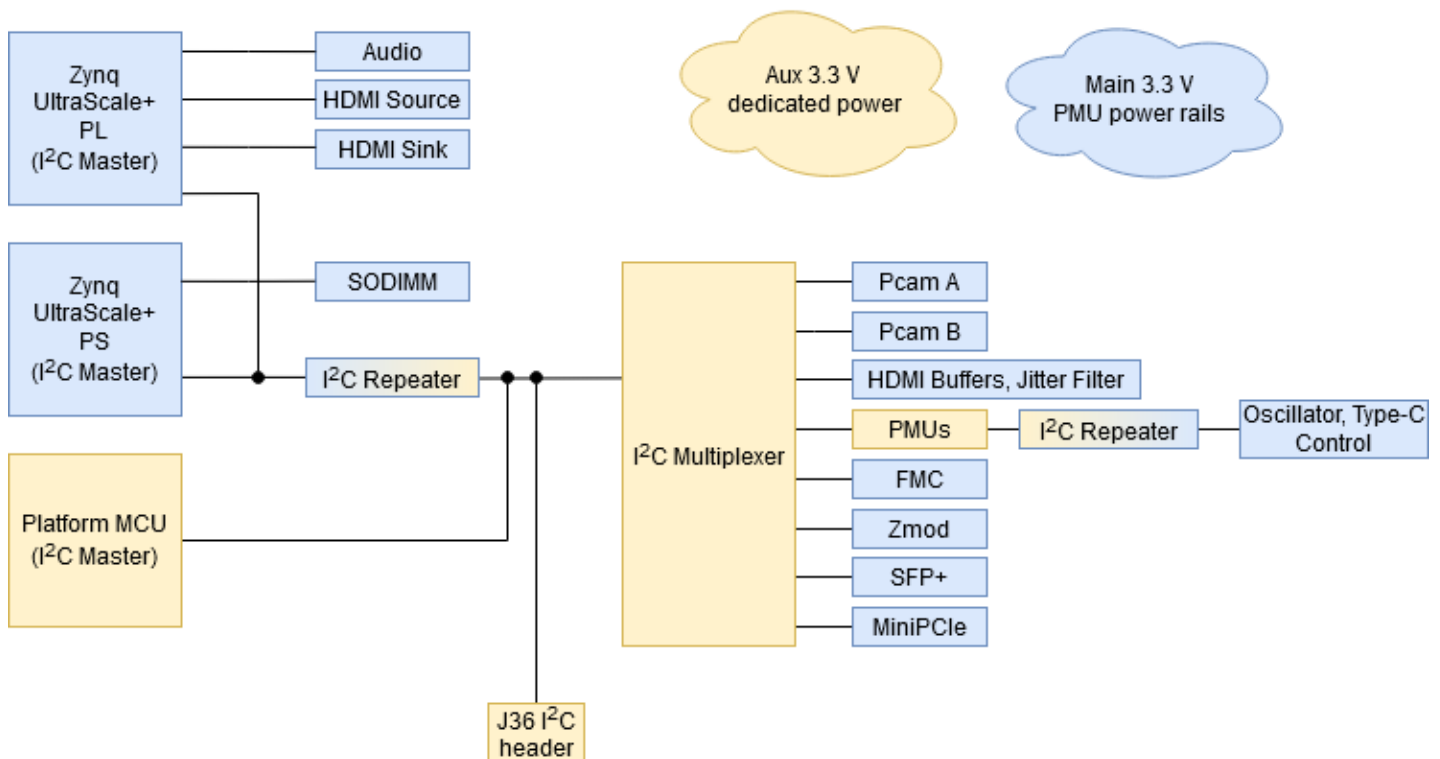 Zynq
UltraScale+
PL
(I²C Master)
Audio
HDMI Source
HDMI Sink
Aux 3.3 V
dedicated power
Main 3.3 V
PMU power rails
Zynq
UltraScale+
PS
(I²C Master)
SODIMM
I²C Repeater
Platform MCU
(I²C Master)
J36 I²C
header
I²C Multiplexer
Pcam A
Pcam B
HDMI Buffers, Jitter Filter
PMUs
I²C Repeater
Oscillator, Type-C
Control
FMC
Zmod
SFP+
MiniPCIe